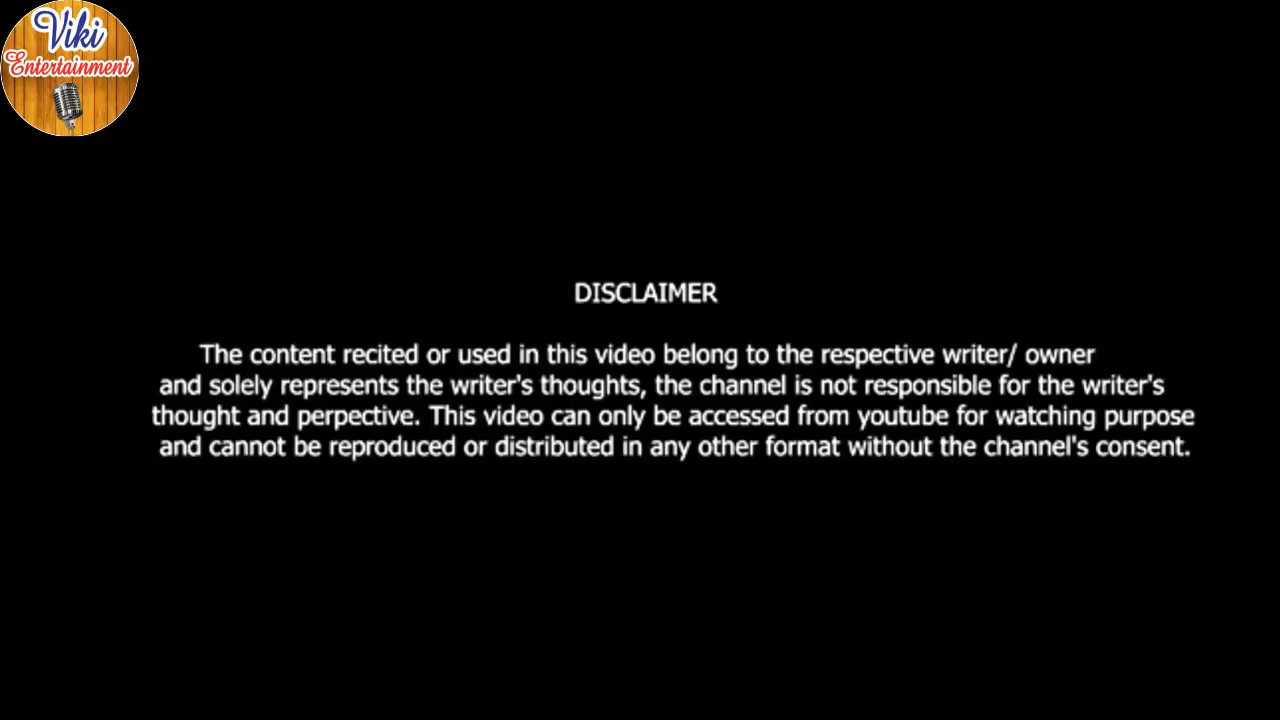 Viki
Entertainment
DISCLAIMER
The content recited or used in this video belong to the respective writer/ owner
and solely represents the writer's thoughts, the channel is not responsible for the writer's
thought and perpective. This video can only be accessed from youtube for watching purpose
and cannot be reproduced or distributed in any other format without the channel's consent.